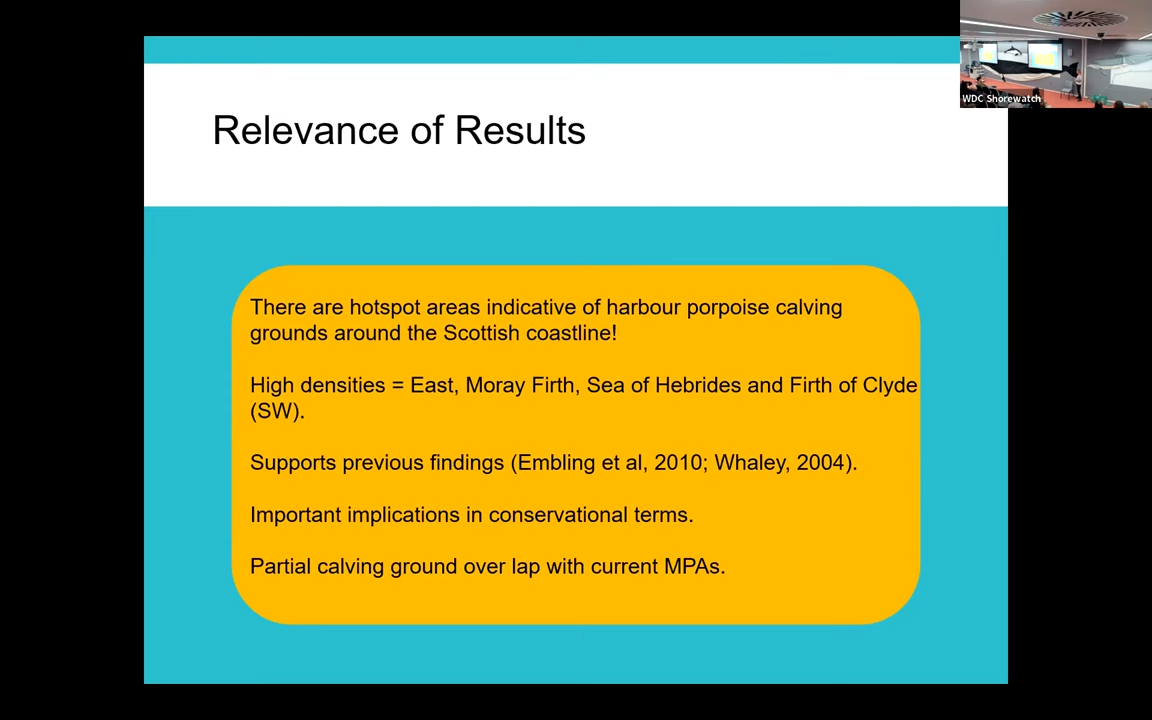 WDC Shorewatch
Relevance of Results
There are hotspot areas indicative of harbour porpoise calving
grounds around the Scottish coastline!
High densities = East, Moray Firth, Sea of Hebrides and Firth of Clyde
(SW).
Supports previous findings (Embling et al, 2010; Whaley, 2004).
Important implications in conservational terms.
Partial calving ground over lap with current MPAs.